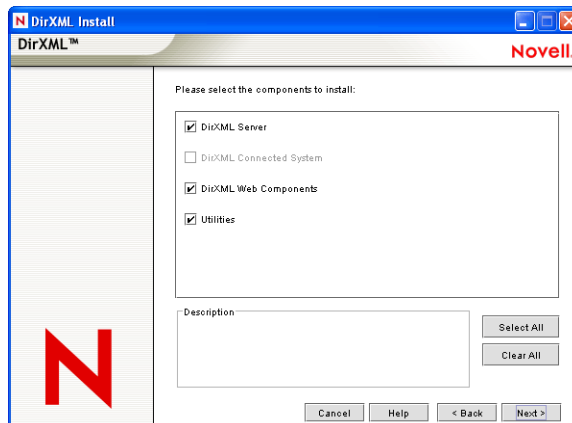 N DirXML Install
DirXML™
Novell.
Please select the components to install:
DirXML Server
DirXML Connected System
DirXML Web Components
Utilities
Description
Select All
Clear All
N
Cancel Help < Back Next >